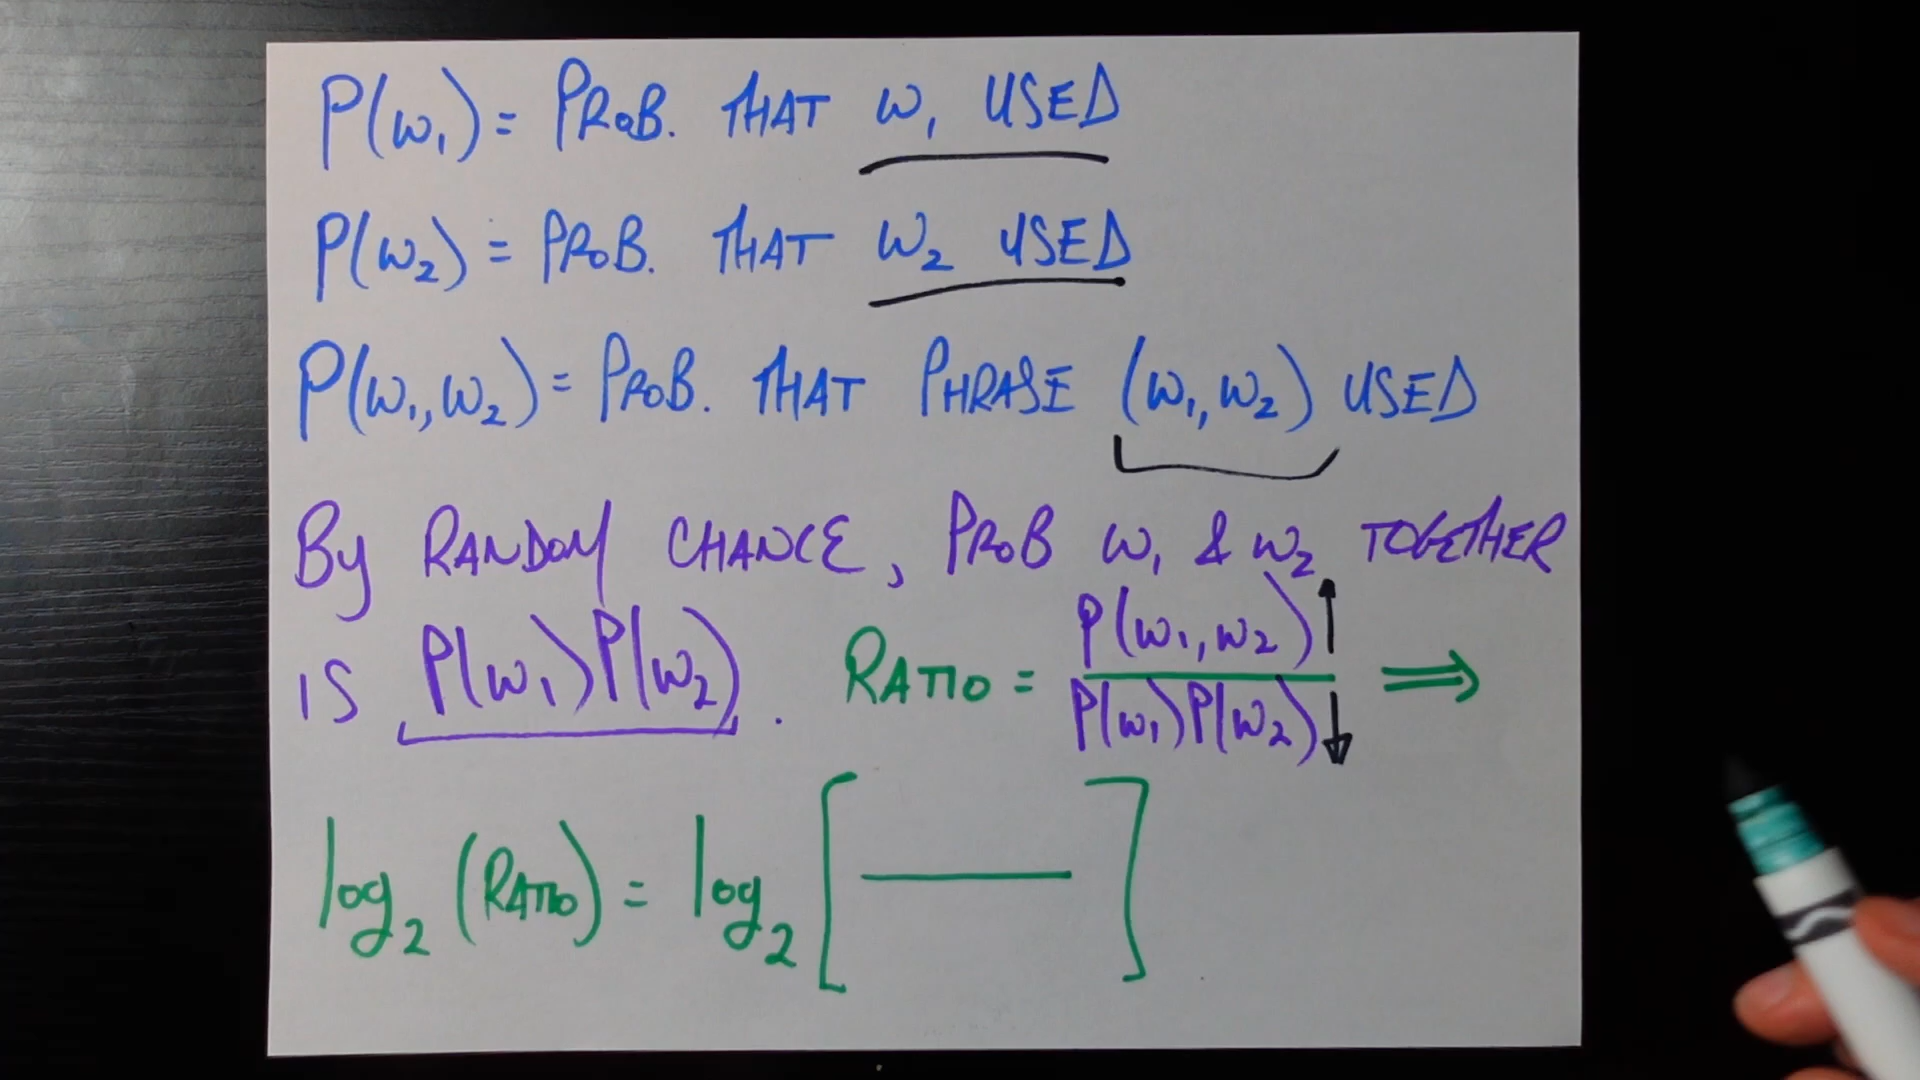 P(w₁) = PROB. THAT w₁ USED
P(w₂) = PROB. THAT w₂ USED
P(w₁,w₂) = PROB. THAT PHRASE (w₁,w₂) USED
BY RANDOM CHANCE, PROB w₁ & w₂ TOGETHER
IS P(w₁)P(w₂). RATIO = P(w₁,w₂)↑ / P(w₁)P(w₂)↓ ⟹
log₂(RATIO) = log₂[——]